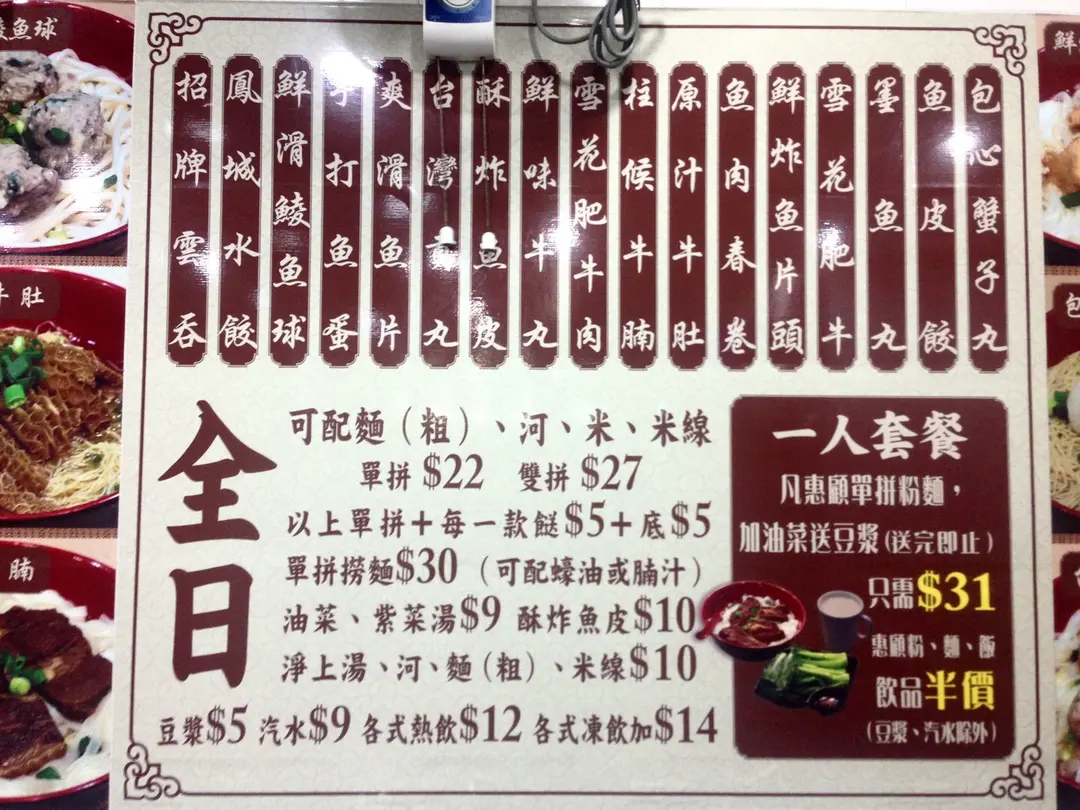 招牌雲吞
鳳城水餃
鮮滑鯪魚球
手打魚蛋
爽滑魚片
台灣貢丸
酥炸魚皮
鮮味牛丸
雪花肥牛肉
柱候牛腩
原汁牛肚
魚肉春卷
鮮炸魚片頭
雪花肥牛
墨魚丸
魚皮餃
包心蟹子丸
全日
可配麵（粗）、河、米、米線
單拼 $22 雙拼 $27
以上單拼＋每一款餸$5＋底$5
單拼撈麵$30（可配蠔油或腩汁）
油菜、紫菜湯$9 酥炸魚皮$10
淨上湯、河、麵（粗）、米線$10
豆漿$5 汽水$9 各式熱飲$12 各式凍飲加$14
一人套餐
凡惠顧單拼粉麵，
加油菜送豆漿(送完即止)
只需$31
惠顧粉、麵、飯
飲品半價
(豆漿、汽水除外)
魚球
牛肚
腩
鮮
包